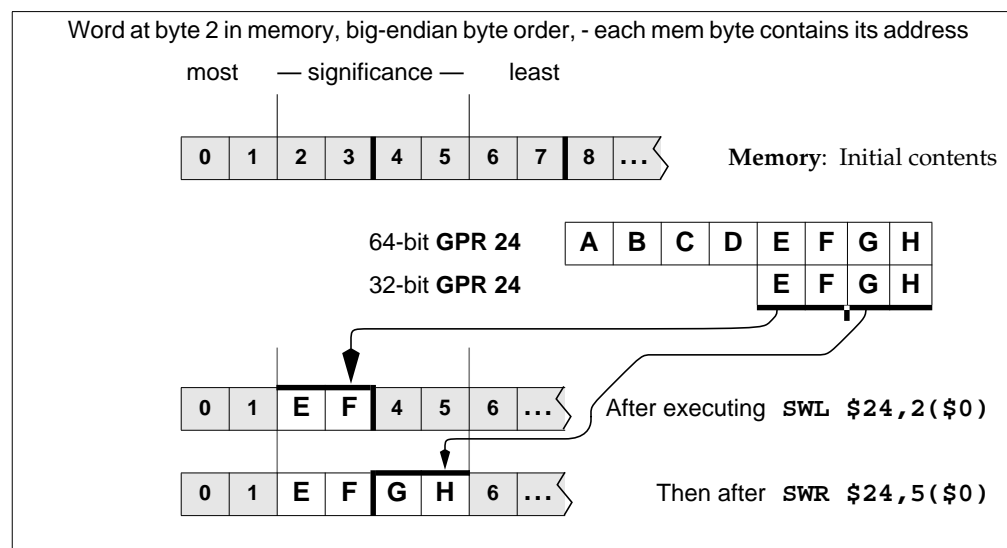 Word at byte 2 in memory, big-endian byte order, - each mem byte contains its address
most — significance — least
0 1 2 3 4 5 6 7 8 ... Memory: Initial contents
64-bit GPR 24 A B C D E F G H
32-bit GPR 24 E F G H
0 1 E F 4 5 6 ... After executing SWL $24,2($0)
0 1 E F G H 6 ... Then after SWR $24,5($0)